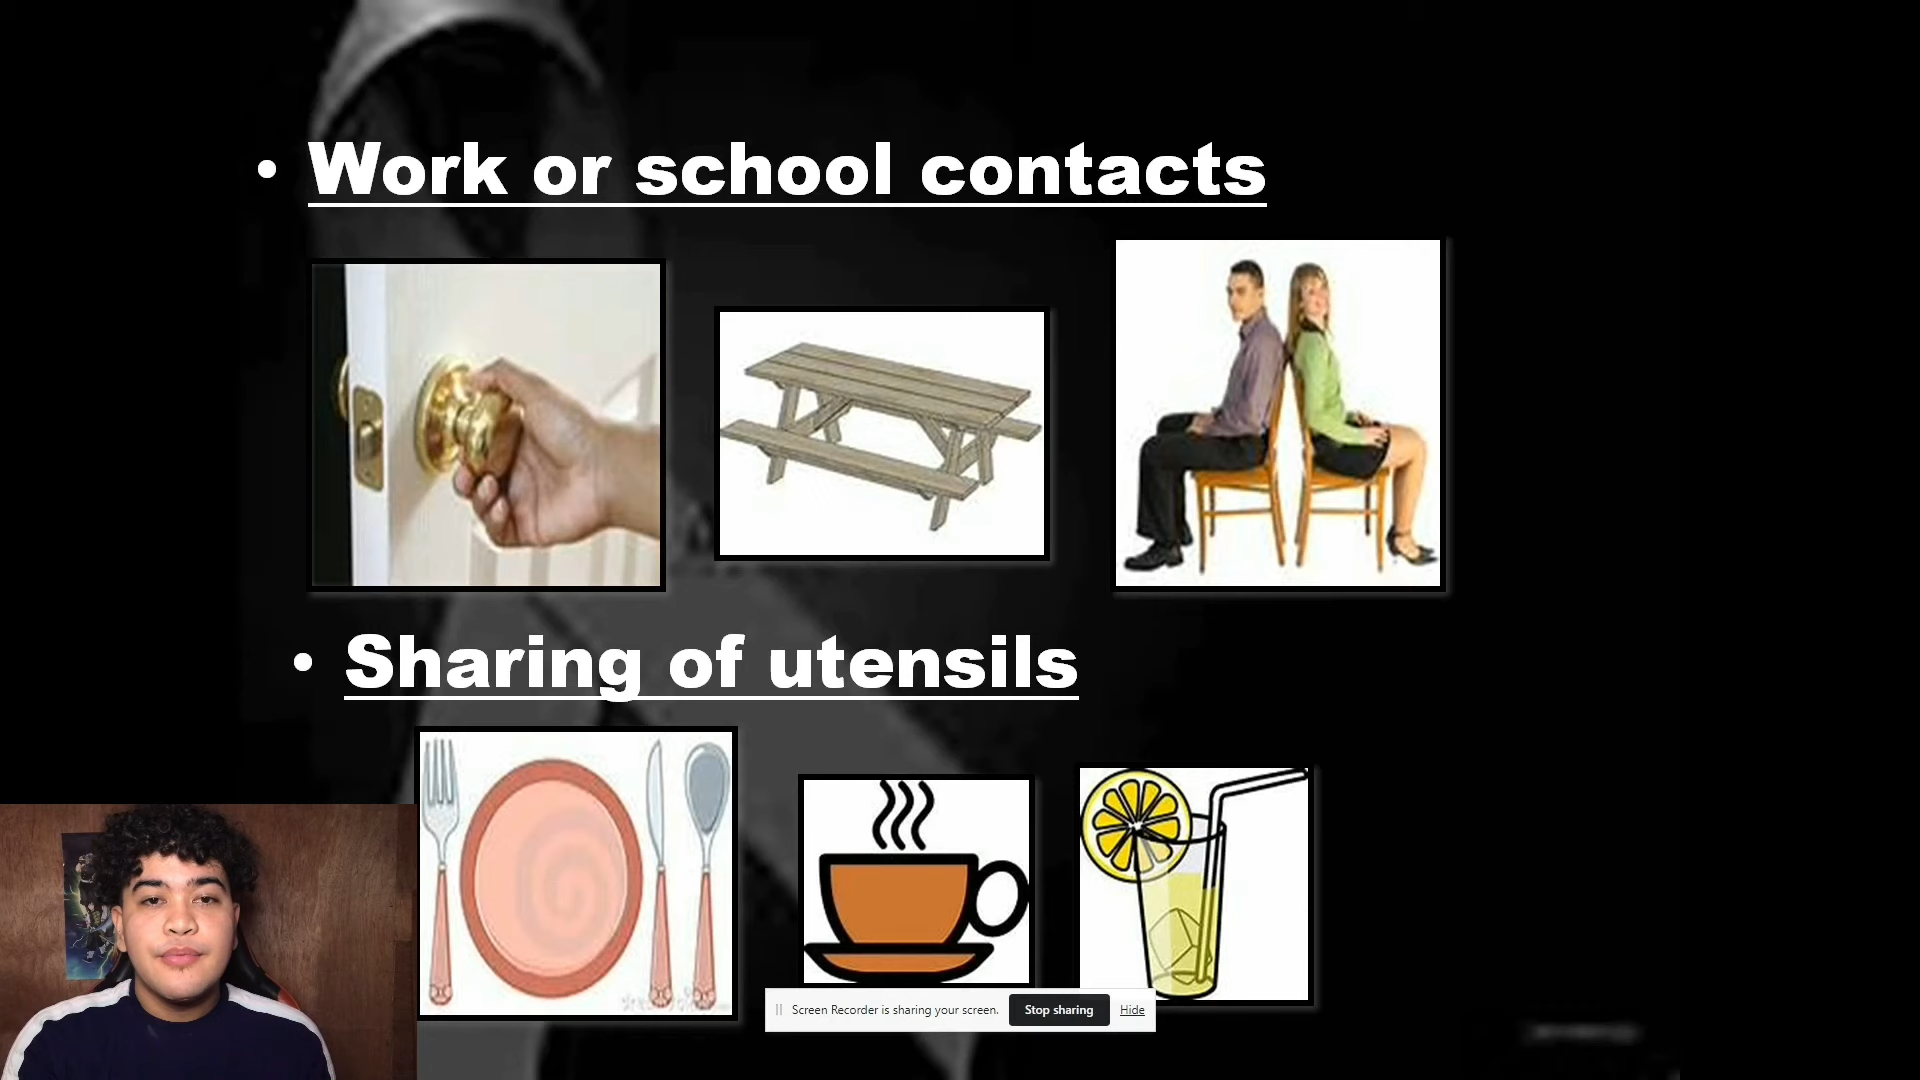 • Work or school contacts
• Sharing of utensils
Screen Recorder is sharing your screen. Stop sharing Hide